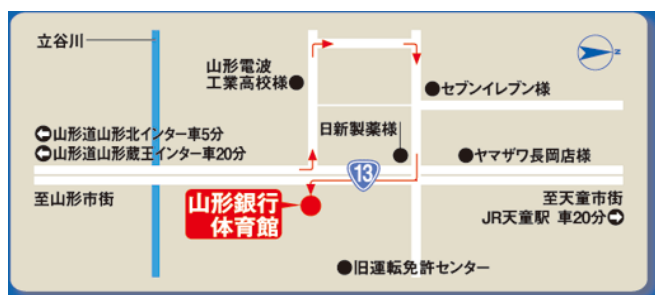 立谷川
山形電波
工業高校様●
N
●セブンイレブン様
山形道山形北インター車5分
山形道山形蔵王インター車20分
日新製薬様
●ヤマザワ長岡店様
13
至山形市街
山形銀行
体育館
至天童市街
JR天童駅 車20分
●旧運転免許センター